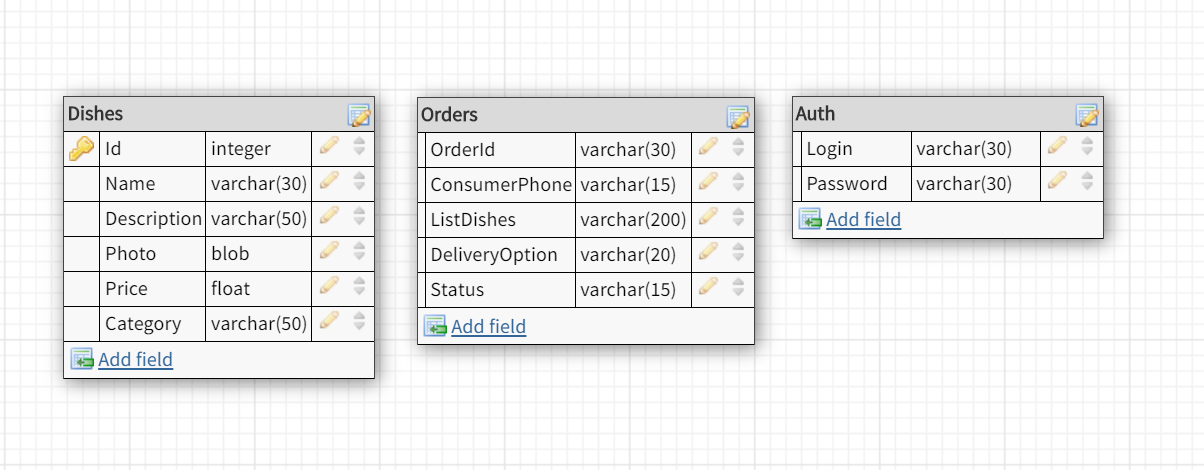 Dishes
Id integer
Name varchar(30)
Description varchar(50)
Photo blob
Price float
Category varchar(50)
Add field
Orders
OrderId varchar(30)
ConsumerPhone varchar(15)
ListDishes varchar(200)
DeliveryOption varchar(20)
Status varchar(15)
Add field
Auth
Login varchar(30)
Password varchar(30)
Add field